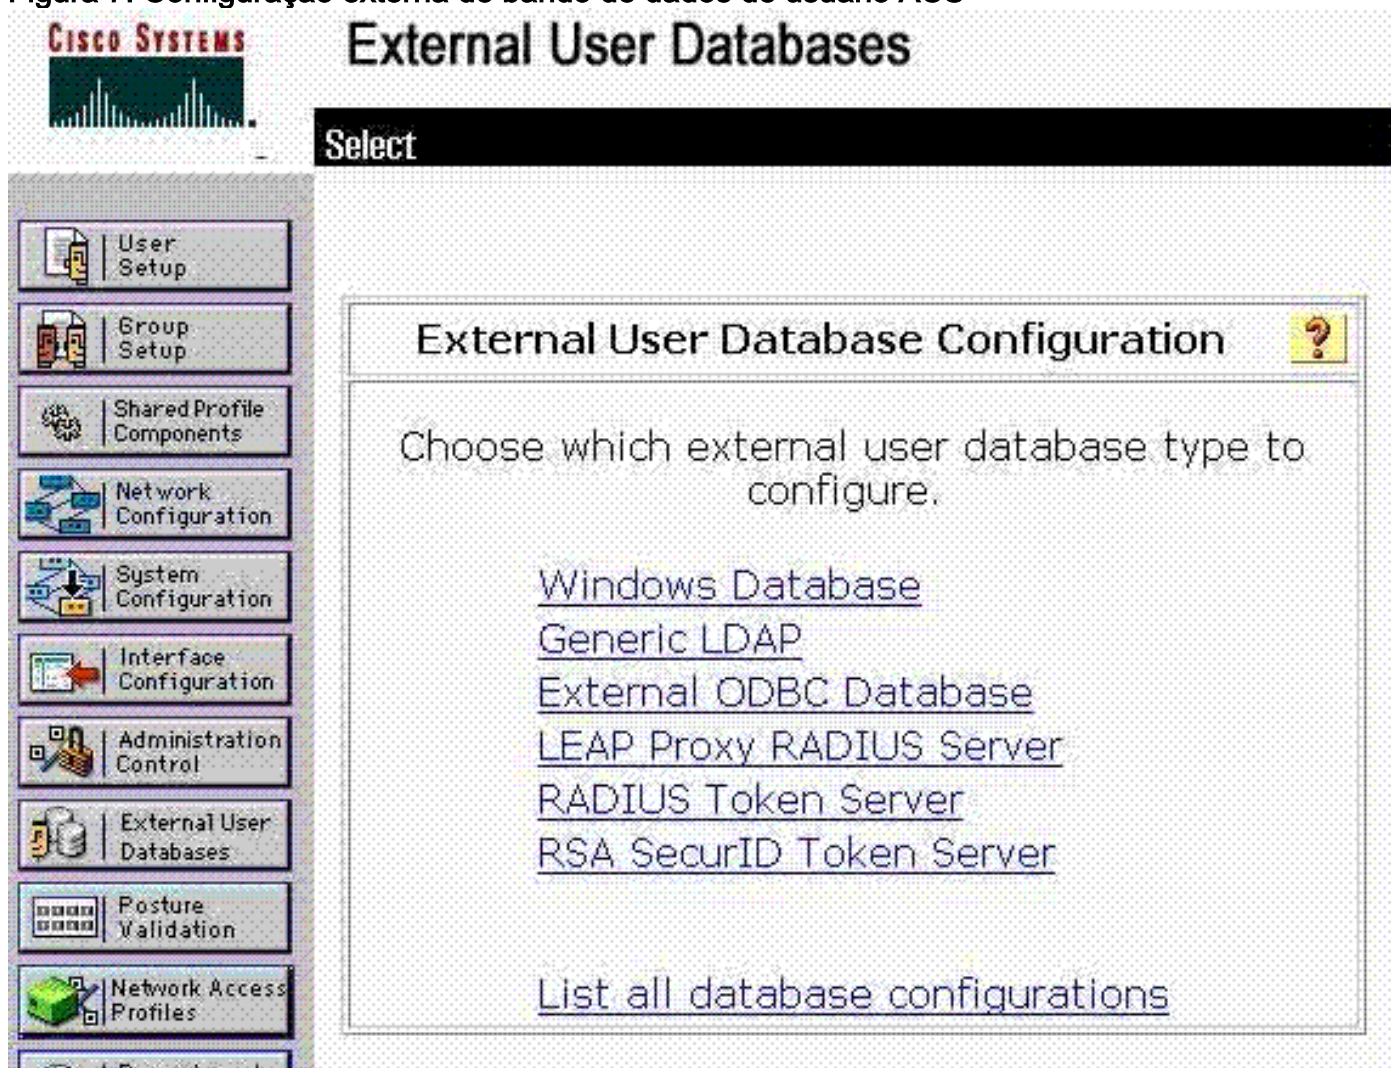 CISCO SYSTEMS
External User Databases
Select
User
Setup
Group
Setup
Shared Profile
Components
Network
Configuration
System
Configuration
Interface
Configuration
Administration
Control
External User
Databases
Posture
Validation
Network Access
Profiles
External User Database Configuration
?
Choose which external user database type to
configure.
Windows Database
Generic LDAP
External ODBC Database
LEAP Proxy RADIUS Server
RADIUS Token Server
RSA SecurID Token Server
List all database configurations